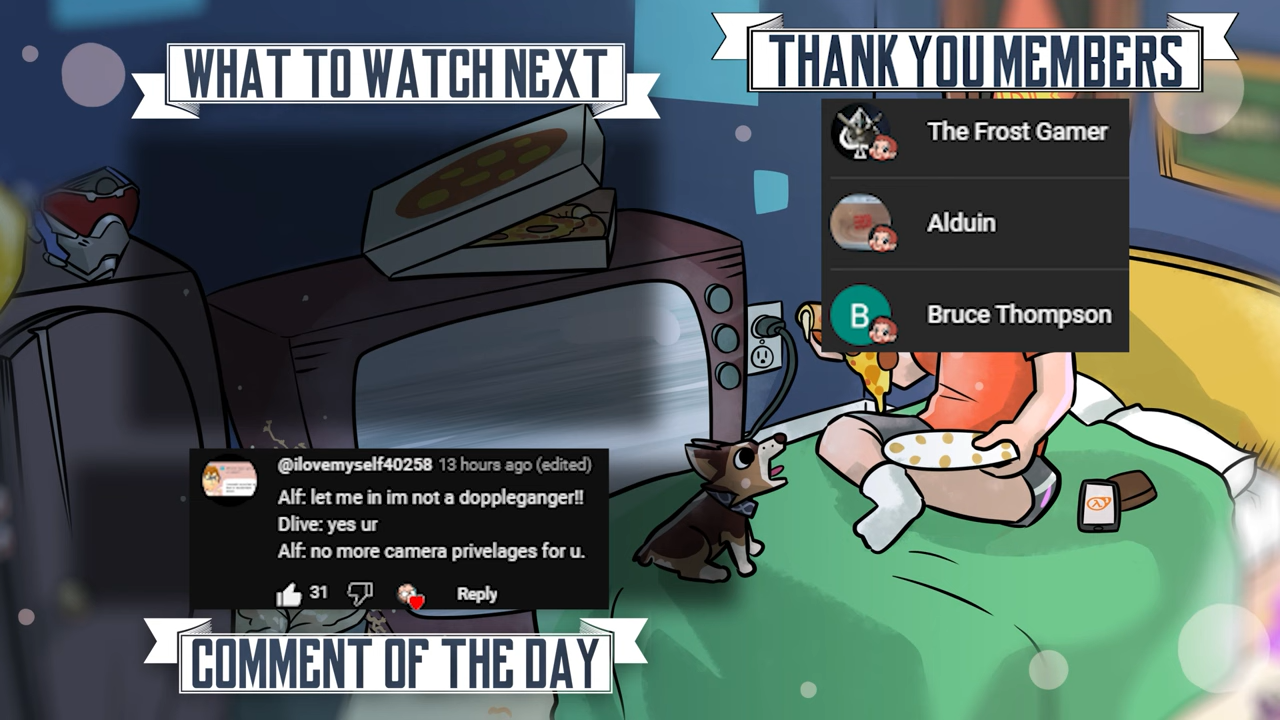 WHAT TO WATCH NEXT
THANK YOU MEMBERS
The Frost Gamer
Alduin
B
Bruce Thompson
@ilovemyself40258 13 hours ago (edited)
Alf: let me in im not a doppleganger!!
Dlive: yes ur
Alf: no more camera privelages for u.
31
Reply
COMMENT OF THE DAY